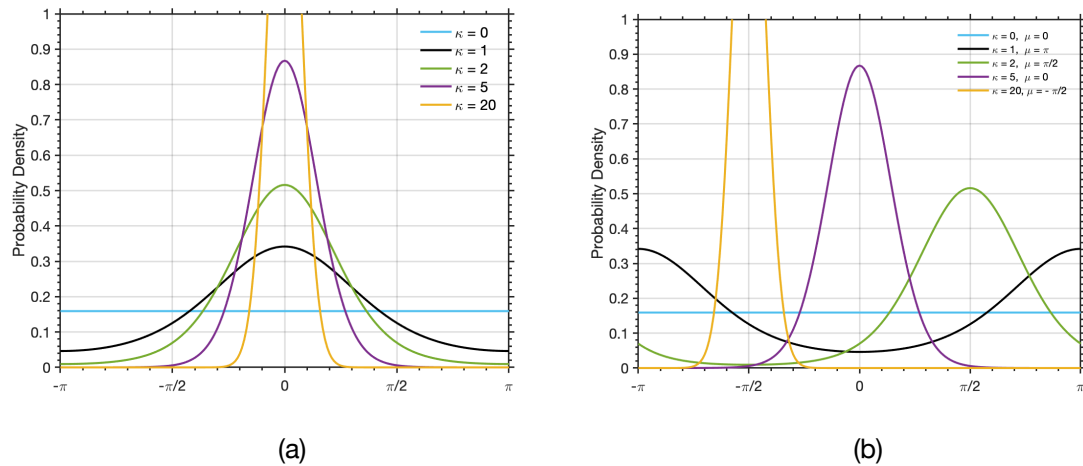 1
0.9
0.8
0.7
0.6
0.5
0.4
0.3
0.2
0.1
0
Probability Density
-π
-π/2
0
π/2
π
κ = 0
κ = 1
κ = 2
κ = 5
κ = 20
(a)
1
0.9
0.8
0.7
0.6
0.5
0.4
0.3
0.2
0.1
0
Probability Density
-π
-π/2
0
π/2
π
κ = 0, μ = 0
κ = 1, μ = π
κ = 2, μ = π/2
κ = 5, μ = 0
κ = 20, μ = - π/2
(b)